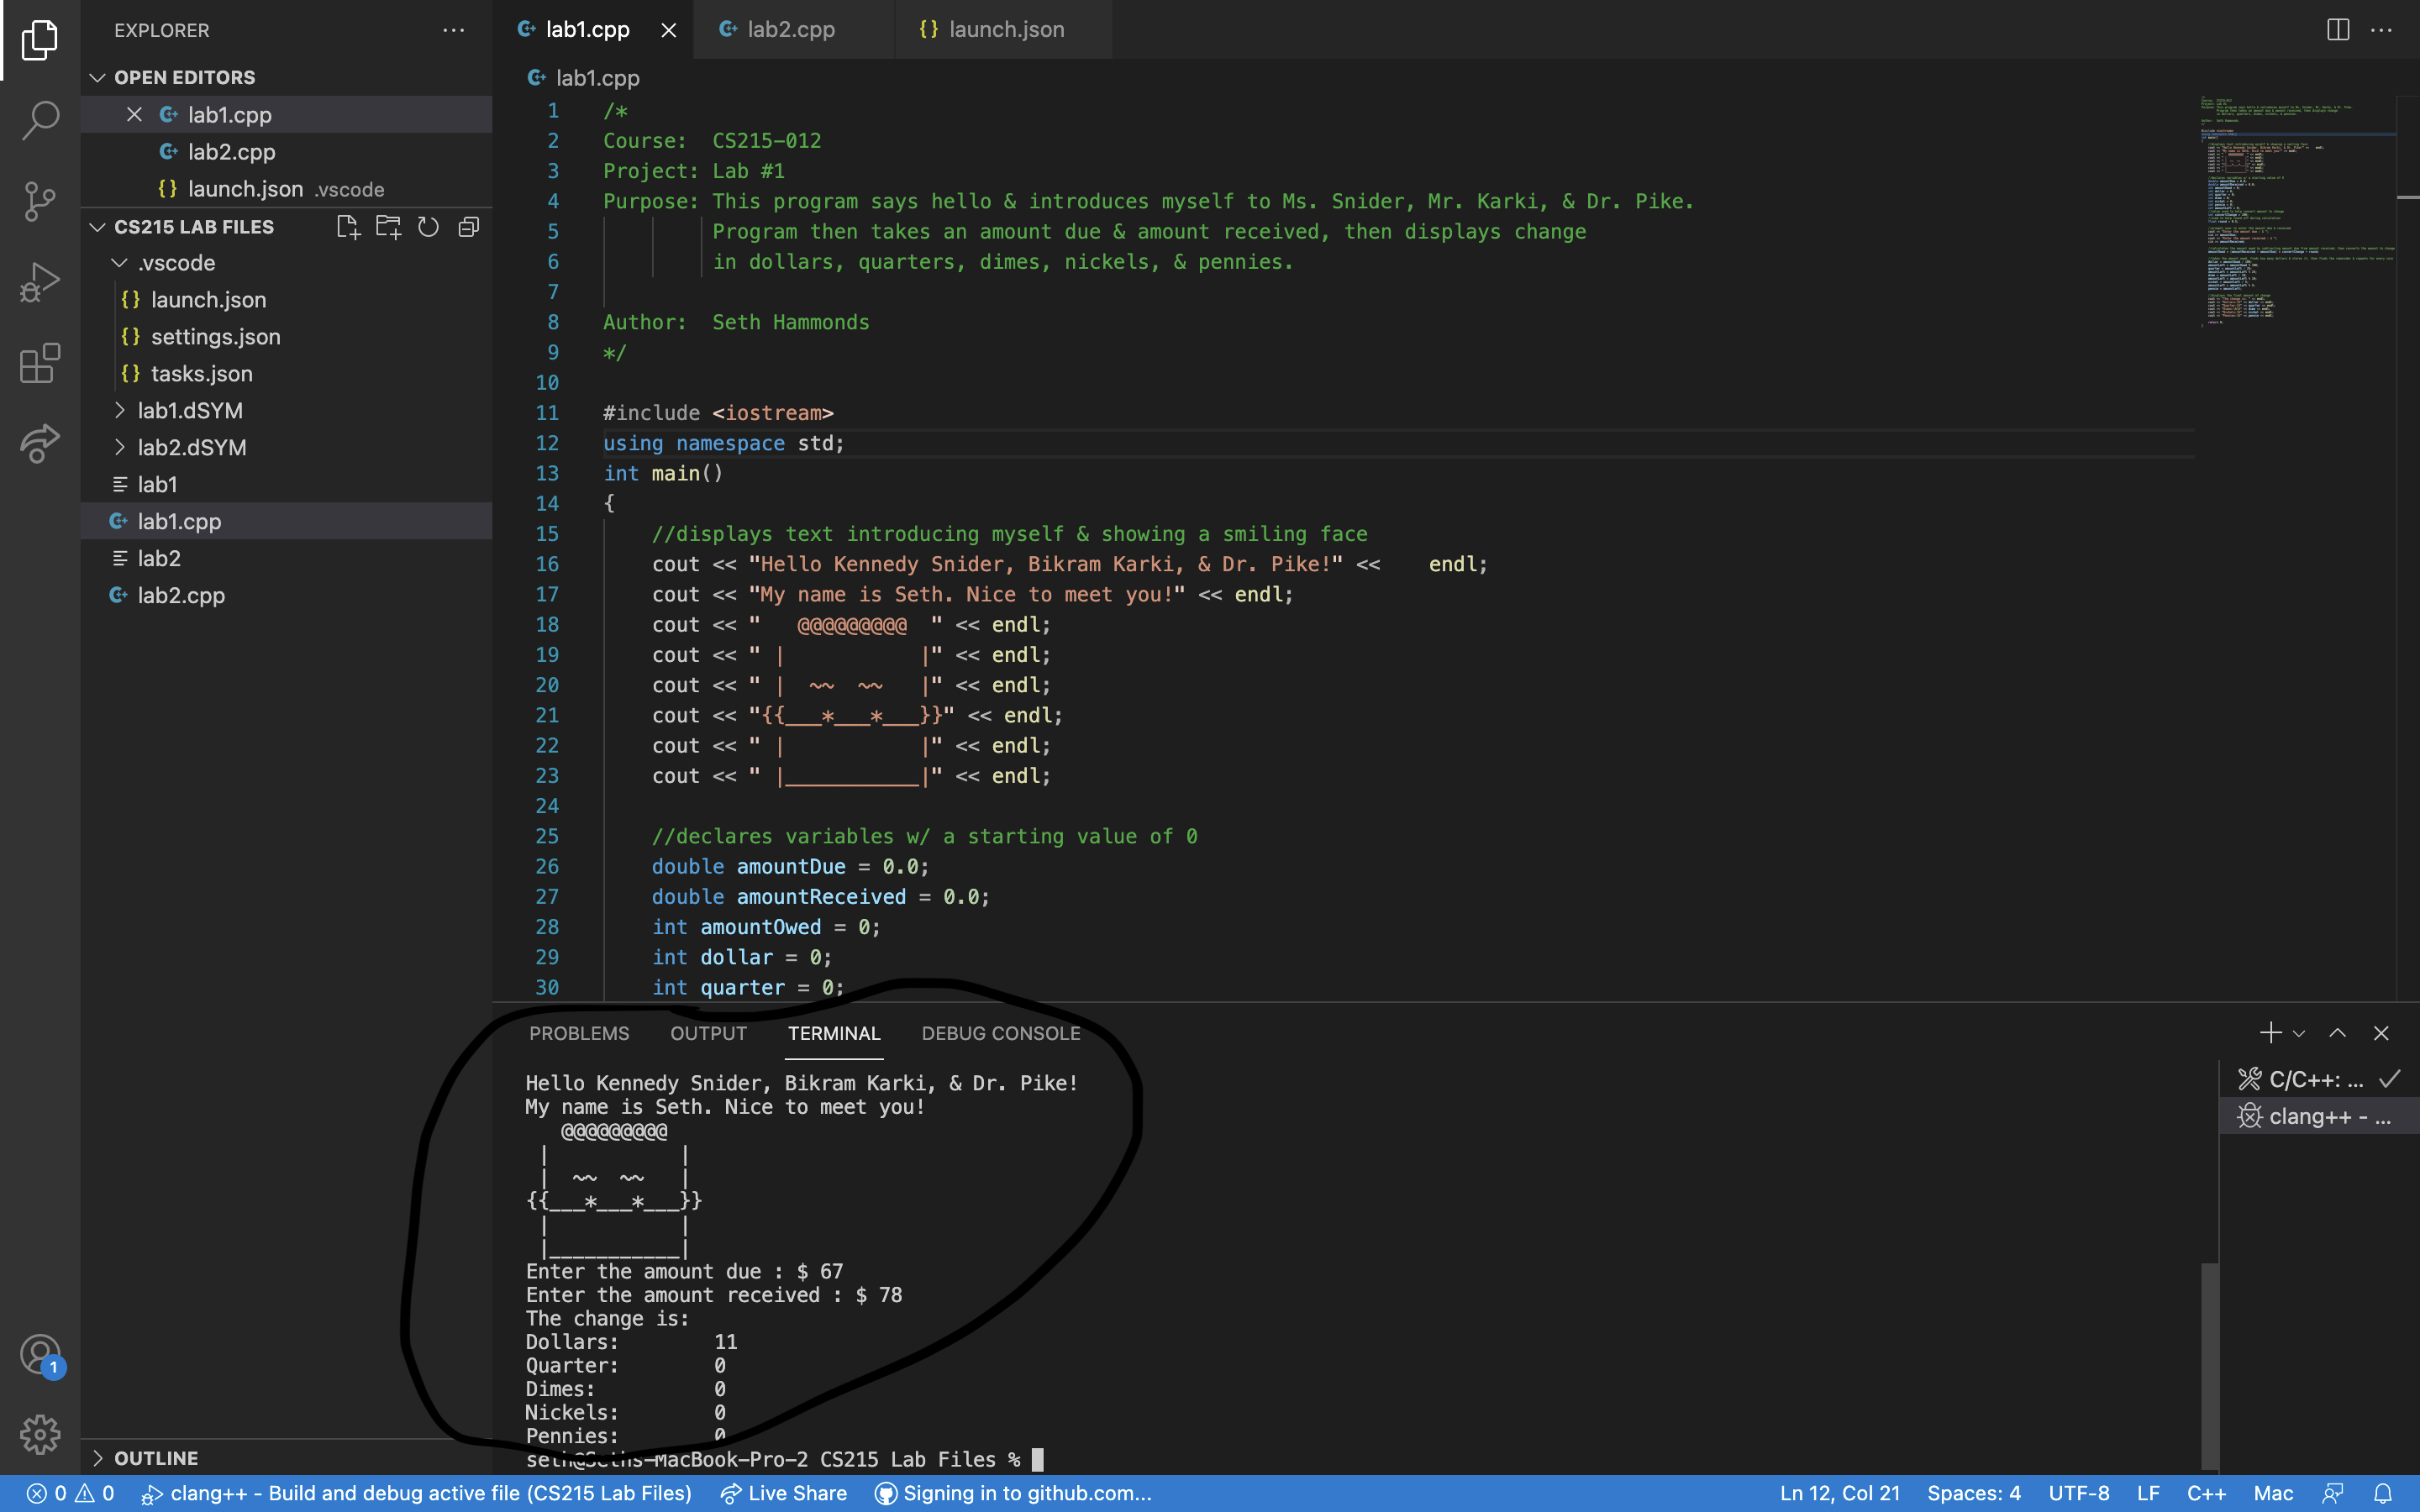 EXPLORER
OPEN EDITORS
lab1.cpp
lab2.cpp
launch.json .vscode
CS215 LAB FILES
.vscode
launch.json
settings.json
tasks.json
lab1.dSYM
lab2.dSYM
lab1
lab1.cpp
lab2
lab2.cpp
OUTLINE
lab1.cpp
lab2.cpp
{} launch.json
lab1.cpp
1 /*
2 Course:  CS215-012
3 Project: Lab #1
4 Purpose: This program says hello & introduces myself to Ms. Snider, Mr. Karki, & Dr. Pike.
5          Program then takes an amount due & amount received, then displays change
6          in dollars, quarters, dimes, nickels, & pennies.
7
8 Author:  Seth Hammonds
9 */
10
11 #include <iostream>
12 using namespace std;
13 int main()
14 {
15     //displays text introducing myself & showing a smiling face
16     cout << "Hello Kennedy Snider, Bikram Karki, & Dr. Pike!" <<    endl;
17     cout << "My name is Seth. Nice to meet you!" << endl;
18     cout << "   @@@@@@@@@  " << endl;
19     cout << " |           |" << endl;
20     cout << " |  ~~  ~~   |" << endl;
21     cout << "{{___*___*___}}" << endl;
22     cout << " |           |" << endl;
23     cout << " |___________|" << endl;
24
25     //declares variables w/ a starting value of 0
26     double amountDue = 0.0;
27     double amountReceived = 0.0;
28     int amountOwed = 0;
29     int dollar = 0;
30     int quarter = 0;
PROBLEMS OUTPUT TERMINAL DEBUG CONSOLE
Hello Kennedy Snider, Bikram Karki, & Dr. Pike!
My name is Seth. Nice to meet you!
   @@@@@@@@@
 |           |
 |  ~~  ~~   |
{{___*___*___}}
 |           |
 |___________|
Enter the amount due : $ 67
Enter the amount received : $ 78
The change is:
Dollars:        11
Quarter:        0
Dimes:          0
Nickels:        0
Pennies:        0
seth@Seths-MacBook-Pro-2 CS215 Lab Files %
C/C++: ...
clang++ - ...
1
0 0 clang++ - Build and debug active file (CS215 Lab Files) Live Share Signing in to github.com... Ln 12, Col 21 Spaces: 4 UTF-8 LF C++ Mac